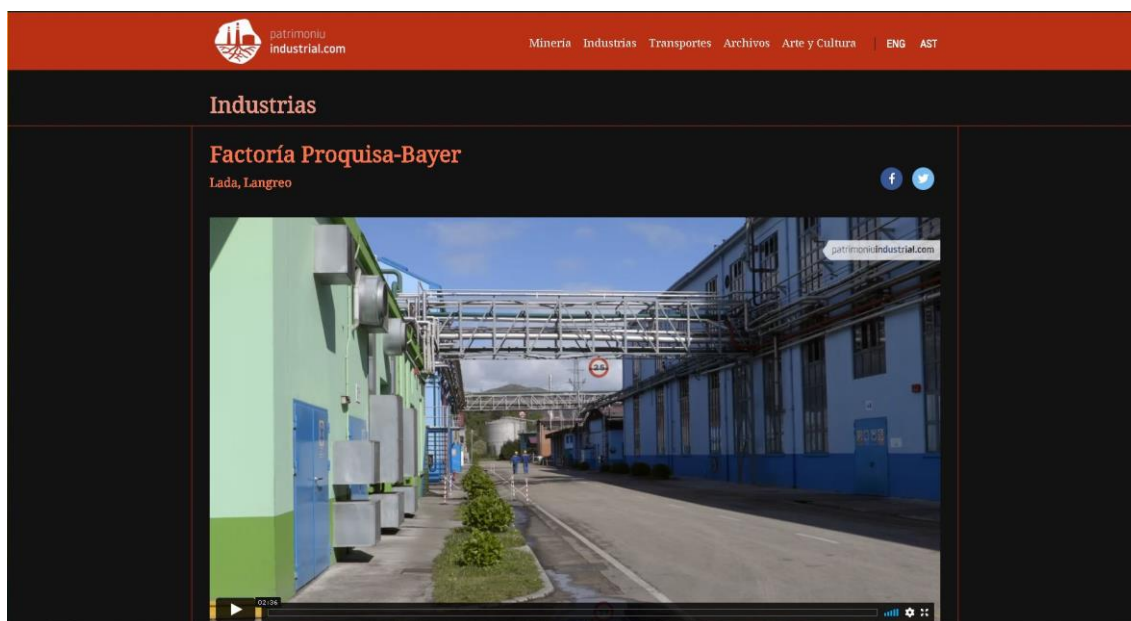 patrimoniu
industrial.com
Minería Industrias Transportes Archivos Arte y Cultura ENG AST
Industrias
Factoría Proquisa-Bayer
Lada, Langreo
patrimoniuindustrial.com
25
02:36